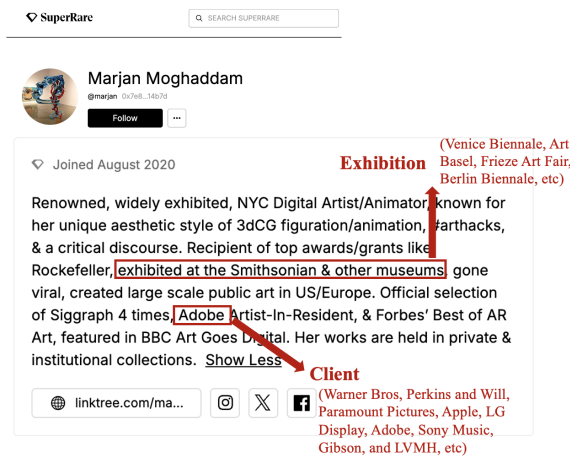 SuperRare
SEARCH SUPERRARE
Marjan Moghaddam
@marjan 0x7e8...14b7d
Follow
...
Joined August 2020
Exhibition
(Venice Biennale, Art
Basel, Frieze Art Fair,
Berlin Biennale, etc)
Renowned, widely exhibited, NYC Digital Artist/Animator, known for
her unique aesthetic style of 3dCG figuration/animation, #arthacks,
& a critical discourse. Recipient of top awards/grants like
Rockefeller, exhibited at the Smithsonian & other museums, gone
viral, created large scale public art in US/Europe. Official selection
of Siggraph 4 times, Adobe Artist-In-Resident, & Forbes’ Best of AR
Art, featured in BBC Art Goes Digital. Her works are held in private &
institutional collections. Show Less
Client
(Warner Bros, Perkins and Will,
Paramount Pictures, Apple, LG
Display, Adobe, Sony Music,
Gibson, and LVMH, etc)
linktree.com/ma...